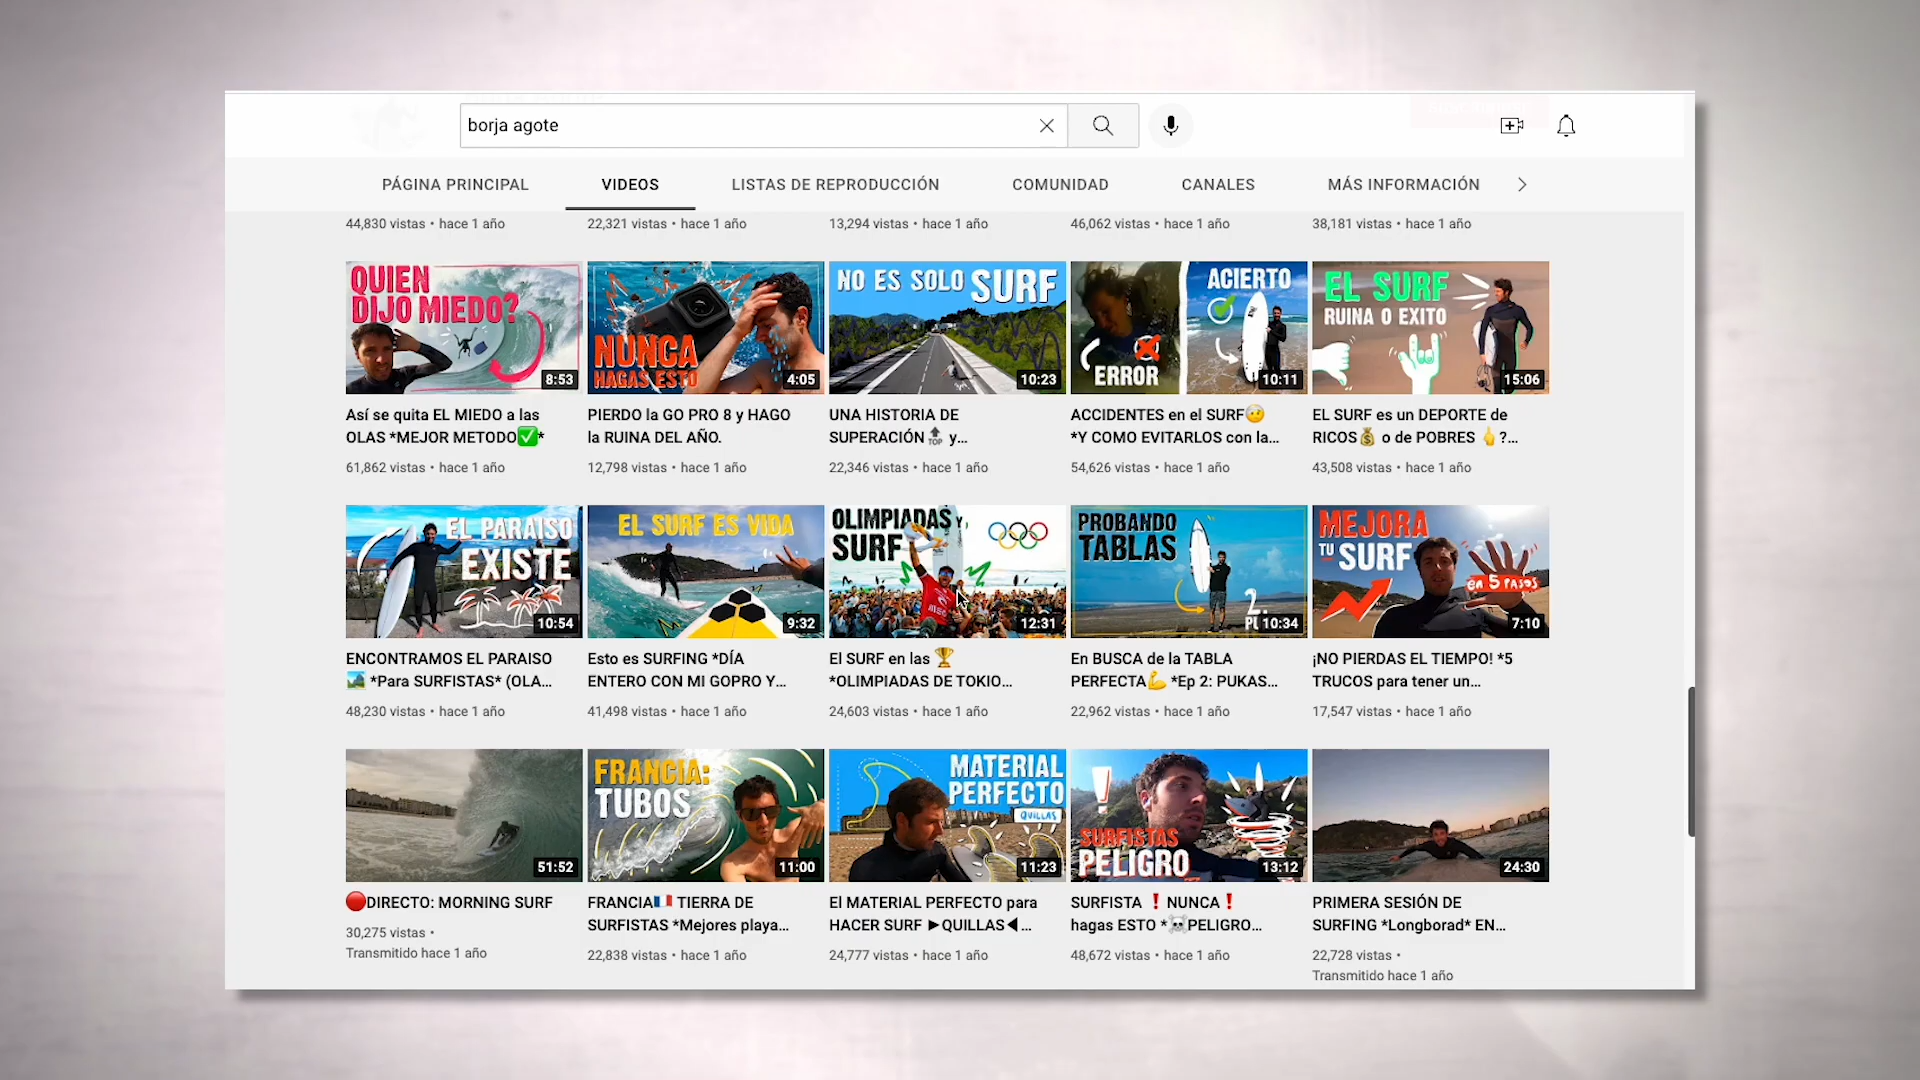 borja agote
PÁGINA PRINCIPAL VIDEOS LISTAS DE REPRODUCCIÓN COMUNIDAD CANALES MÁS INFORMACIÓN
44,830 vistas • hace 1 año
22,321 vistas • hace 1 año
13,294 vistas • hace 1 año
46,062 vistas • hace 1 año
38,181 vistas • hace 1 año
QUIEN
DIJO MIEDO?
8:53
Así se quita EL MIEDO a las
OLAS *MEJOR METODO✅*
61,862 vistas • hace 1 año
NUNCA
HAGAS ESTO
4:05
PIERDO la GO PRO 8 y HAGO
la RUINA DEL AÑO.
12,798 vistas • hace 1 año
NO ES SOLO SURF
10:23
UNA HISTORIA DE
SUPERACIÓN🔝 y...
22,346 vistas • hace 1 año
ACIERTO
ERROR
10:11
ACCIDENTES en el SURF🤕
*Y COMO EVITARLOS con la...
54,626 vistas • hace 1 año
EL SURF
RUINA O EXITO
15:06
EL SURF es un DEPORTE de
RICOS💰 o de POBRES 🖕?...
43,508 vistas • hace 1 año
EL PARAISO
EXISTE
10:54
ENCONTRAMOS EL PARAISO
🏞️ *Para SURFISTAS* (OLA...
48,230 vistas • hace 1 año
EL SURF ES VIDA
9:32
Esto es SURFING *DÍA
ENTERO CON MI GOPRO Y...
41,498 vistas • hace 1 año
OLIMPIADAS Y
SURF
12:31
El SURF en las 🏆
*OLIMPIADAS DE TOKIO...
24,603 vistas • hace 1 año
PROBANDO
TABLAS
2.
10:34
En BUSCA de la TABLA
PERFECTA💪 *Ep 2: PUKAS...
22,962 vistas • hace 1 año
MEJORA
TU SURF
en 5 PASOS
7:10
¡NO PIERDAS EL TIEMPO! *5
TRUCOS para tener un...
17,547 vistas • hace 1 año
51:52
🔴DIRECTO: MORNING SURF
30,275 vistas •
Transmitido hace 1 año
FRANCIA:
TUBOS
11:00
FRANCIA🇫🇷 TIERRA DE
SURFISTAS *Mejores playa...
22,838 vistas • hace 1 año
MATERIAL
PERFECTO
QUILLAS
11:23
El MATERIAL PERFECTO para
HACER SURF ►QUILLAS◄...
24,777 vistas • hace 1 año
SURFISTAS
PELIGRO
13:12
SURFISTA ❗NUNCA❗
hagas ESTO *☠️PELIGRO...
48,672 vistas • hace 1 año
24:30
PRIMERA SESIÓN DE
SURFING *Longborad* EN...
22,728 vistas •
Transmitido hace 1 año